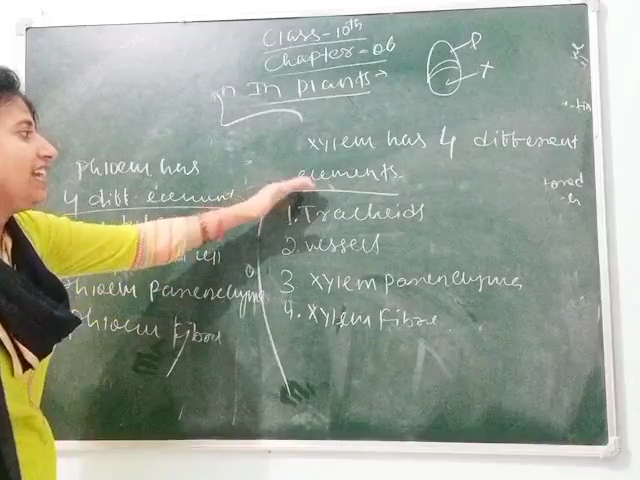 Class-10th
Chapter-06
In Plants→
P
x
xylem has 4 different
elements.
1. Tracheids
2. vessels
3 xylem parenchyma
4. xylem Fibre
phloem has
4 diff. element
cell
Phloem parenchyma
phloem fibre